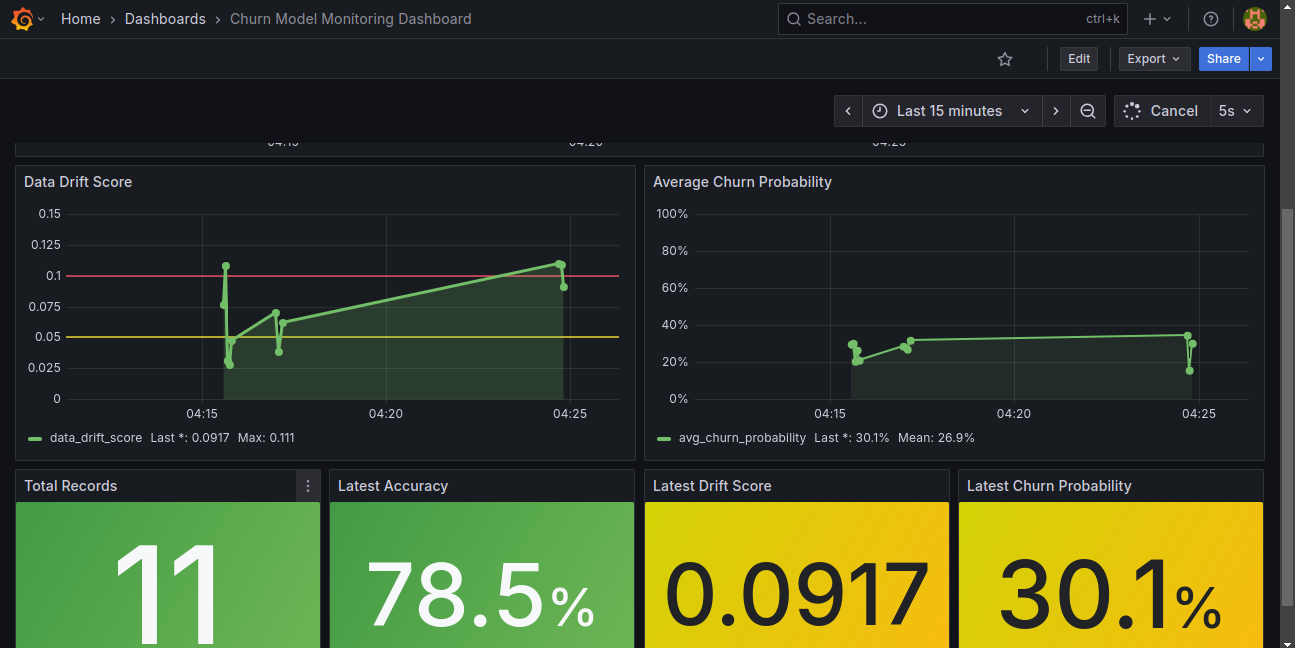 Home › Dashboards › Churn Model Monitoring Dashboard
Search...
ctrl+k
Edit
Export
Share
Last 15 minutes
Cancel
5s
04:15
04:20
04:25
Data Drift Score
0.15
0.125
0.1
0.075
0.05
0.025
0
04:15
04:20
04:25
data_drift_score Last *: 0.0917 Max: 0.111
Average Churn Probability
100%
80%
60%
40%
20%
0%
04:15
04:20
04:25
avg_churn_probability Last *: 30.1% Mean: 26.9%
Total Records
11
Latest Accuracy
78.5%
Latest Drift Score
0.0917
Latest Churn Probability
30.1%